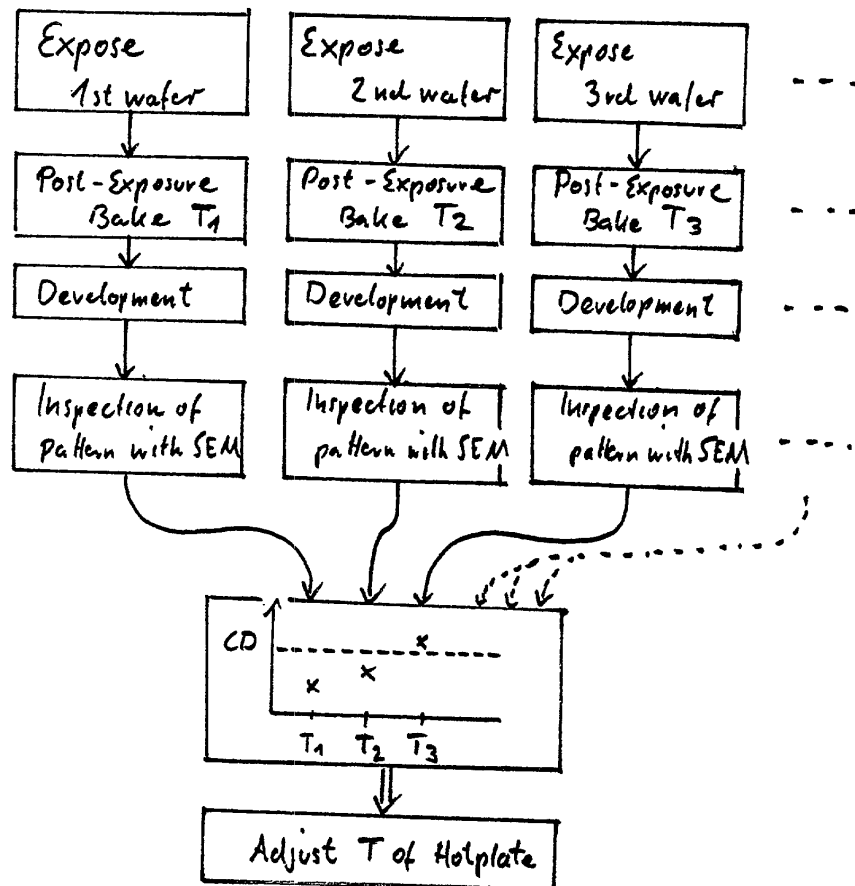 Expose
1st wafer
Expose
2nd wafer
Expose
3rd wafer
Post-Exposure
Bake T1
Post-Exposure
Bake T2
Post-Exposure
Bake T3
Development
Development
Development
Inspection of
pattern with SEM
Inspection of
pattern with SEM
Inspection of
pattern with SEM
CD
T1 T2 T3
Adjust T of Hotplate